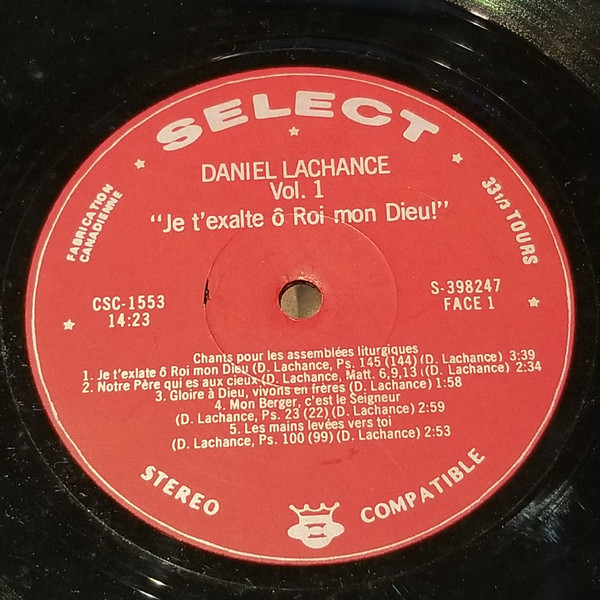 SELECT
DANIEL LACHANCE
Vol. 1
"Je t'exalte ô Roi mon Dieu!"
FABRICATION
CANADIENNE
33 1/3 TOURS
CSC-1553
14:23
S-398247
FACE 1
Chants pour les assemblées liturgiques
1. Je t'exlate ô Roi mon Dieu (D. Lachance, Ps. 145 (144) (D. Lachance) 3:39
2. Notre Père qui es aux cieux (D. Lachance, Matt. 6,9,13 (D. Lachance) 2:34
3. Gloire à Dieu, vivons en frères (D. Lachance) 1:58
4. Mon Berger, c'est le Seigneur
(D. Lachance, Ps. 23 (22) (D. Lachance) 2:59
5. Les mains levées vers toi
(D. Lachance, Ps. 100 (99) (D. Lachance) 2:53
STEREO
COMPATIBLE